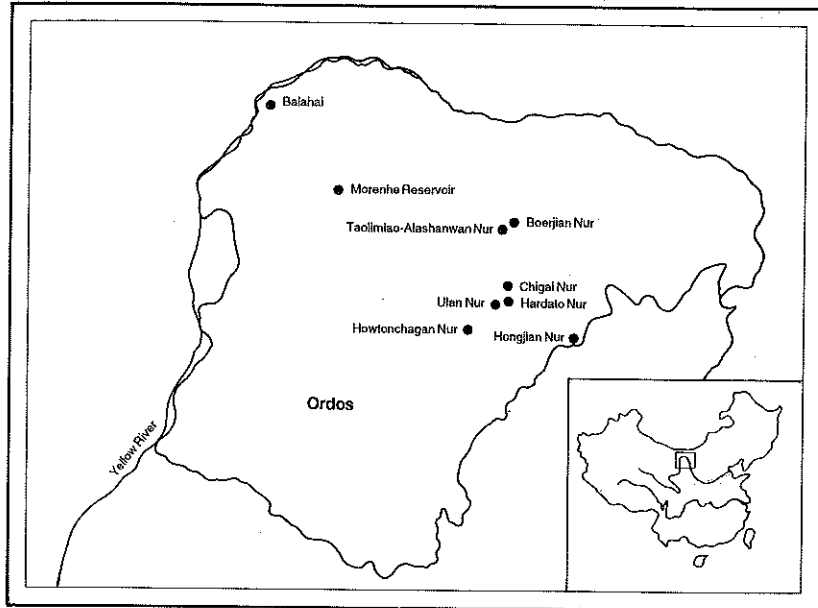 Balahai
Morenhe Reservoir
Boerjian Nur
Taolimiao-Alashanwan Nur
Chigai Nur
Ulan Nur
Hardato Nur
Howtonchagan Nur
Hongjian Nur
Ordos
Yellow River